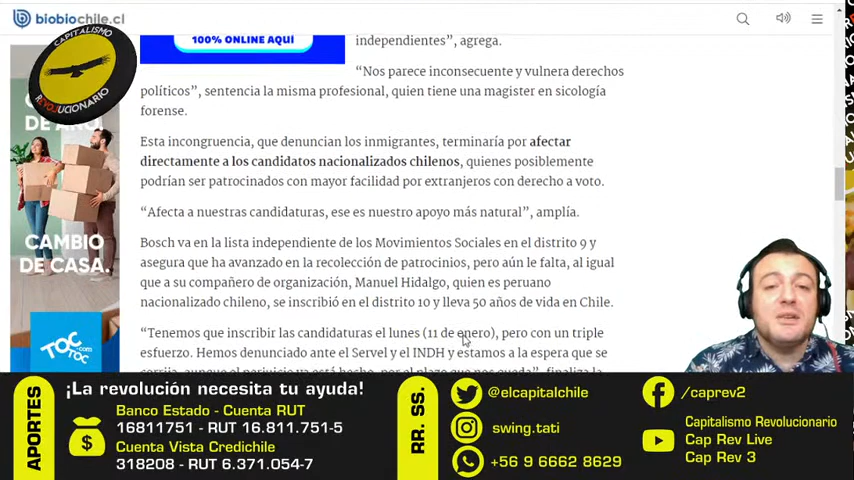 biobiochile.cl
CAPITALISMO
REVOLUCIONARIO
100% ONLINE AQUÍ
independientes”, agrega.
“Nos parece inconsecuente y vulnera derechos
políticos”, sentencia la misma profesional, quien tiene una magister en sicología
forense.
Esta incongruencia, que denuncian los inmigrantes, terminaría por afectar
directamente a los candidatos nacionalizados chilenos, quienes posiblemente
podrían ser patrocinados con mayor facilidad por extranjeros con derecho a voto.
“Afecta a nuestras candidaturas, ese es nuestro apoyo más natural”, amplía.
Bosch va en la lista independiente de los Movimientos Sociales en el distrito 9 y
asegura que ha avanzado en la recolección de patrocinios, pero aún le falta, al igual
que a su compañero de organización, Manuel Hidalgo, quien es peruano
nacionalizado chileno, se inscribió en el distrito 10 y lleva 50 años de vida en Chile.
“Tenemos que inscribir las candidaturas el lunes (11 de enero), pero con un triple
esfuerzo. Hemos denunciado ante el Servel y el INDH y estamos a la espera que se
DE AÑO.
CAMBIO
DE CASA.
TOC
TOC
.com
APORTES
¡La revolución necesita tu ayuda!
Banco Estado - Cuenta RUT
16811751 - RUT 16.811.751-5
Cuenta Vista Credichile
318208 - RUT 6.371.054-7
RR. SS.
@elcapitalchile
swing.tati
+56 9 6662 8629
/caprev2
Capitalismo Revolucionario
Cap Rev Live
Cap Rev 3